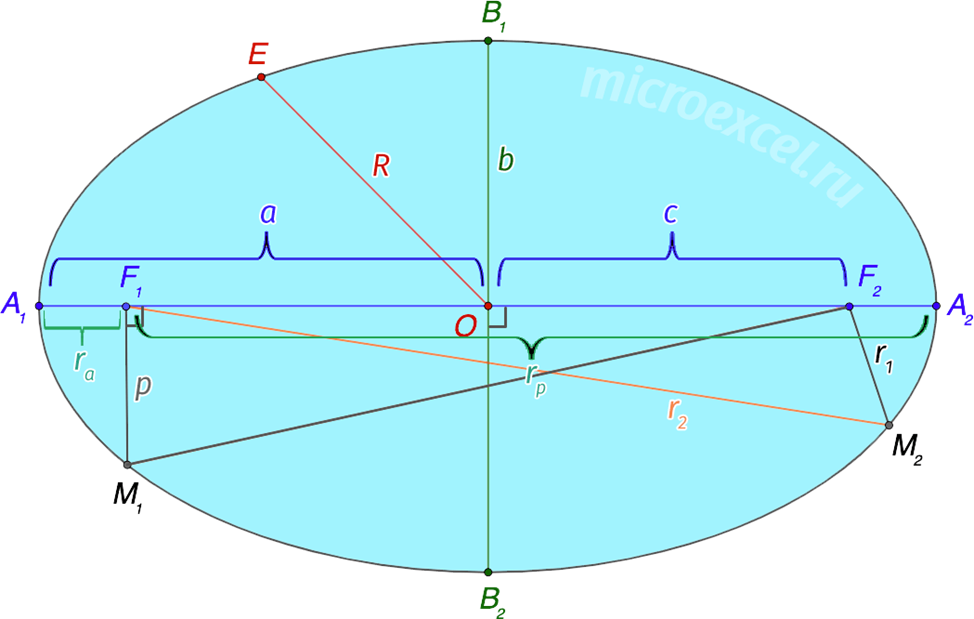 B₁
E
microexcel.ru
R
b
a
c
F₁
F₂
A₁
A₂
O
rₐ
rₚ
r₁
p
r₂
M₂
M₁
B₂